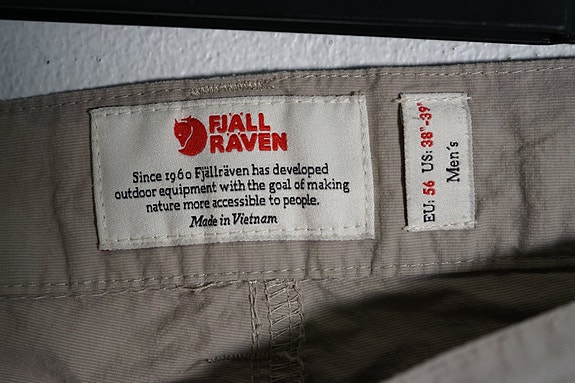 FJÄLL
RÄVEN
Since 1960 Fjällräven has developed
outdoor equipment with the goal of making
nature more accessible to people.
Made in Vietnam
EU: 56 US: 38"-39"
Men´s